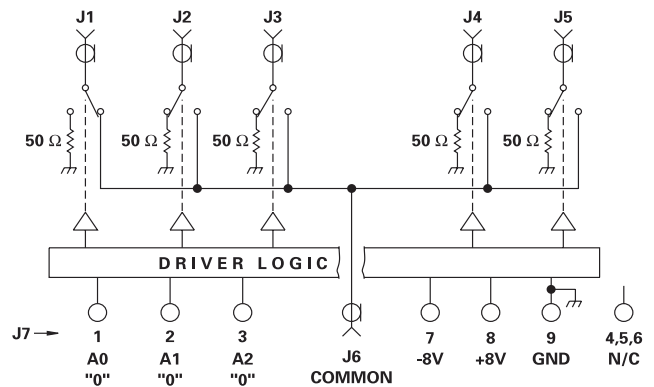 J1 J2 J3 J4 J5
50 Ω 50 Ω 50 Ω 50 Ω 50 Ω
DRIVER LOGIC
J7 1 2 3 J6 7 8 9 4,5,6
A0 A1 A2 COMMON -8V +8V GND N/C
"0" "0" "0"